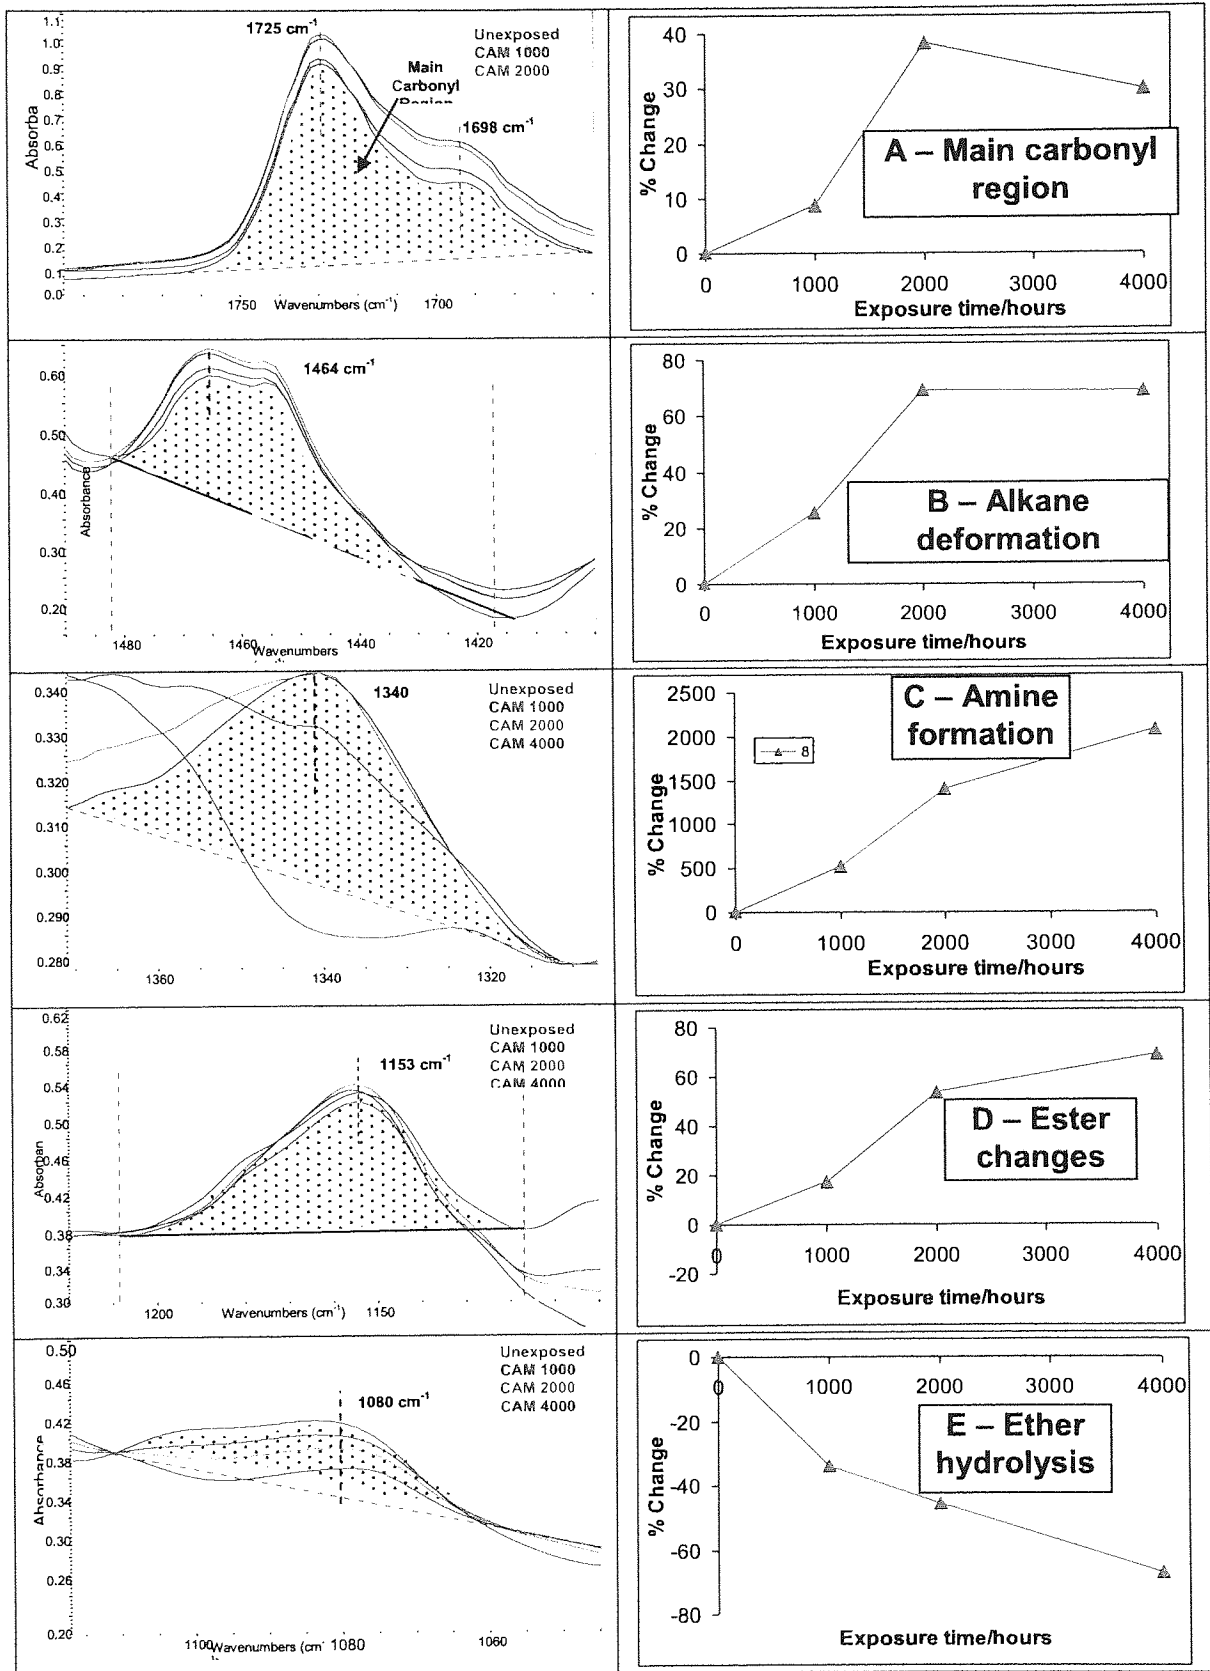 1725 cm-1
Unexposed
CAM 1000
CAM 2000
Main
Carbonyl
Region
1698 cm-1
Absorba
1.1
1.0
0.9
0.8
0.7
0.6
0.5
0.4
0.3
0.2
0.1
0.0
1750 Wavenumbers (cm-1) 1700
40
30
20
10
0
% Change
A – Main carbonyl
region
0 1000 2000 3000 4000
Exposure time/hours
1464 cm-1
0.60
0.50
0.40
0.30
0.20
Absorbance
1480 1460 1440 1420
Wavenumbers
80
60
40
20
0
% Change
B – Alkane
deformation
0 1000 2000 3000 4000
Exposure time/hours
1340
Unexposed
CAM 1000
CAM 2000
CAM 4000
0.340
0.330
0.320
0.310
0.300
0.290
0.280
1360 1340 1320
2500
2000
1500
1000
500
0
% Change
8
C – Amine
formation
0 1000 2000 3000 4000
Exposure time/hours
1153 cm-1
Unexposed
CAM 1000
CAM 2000
CAM 4000
0.62
0.58
0.54
0.50
0.46
0.42
0.38
0.34
0.30
Absorban
1200 Wavenumbers (cm-1) 1150
80
60
40
20
0
-20
% Change
D – Ester
changes
0 1000 2000 3000 4000
Exposure time/hours
1080 cm-1
Unexposed
CAM 1000
CAM 2000
CAM 4000
0.50
0.46
0.42
0.38
0.34
0.30
0.26
0.20
Absorbance
1100 Wavenumbers (cm- 1080 1060
0
-20
-40
-60
-80
% Change
E – Ether
hydrolysis
0 1000 2000 3000 4000
Exposure time/hours